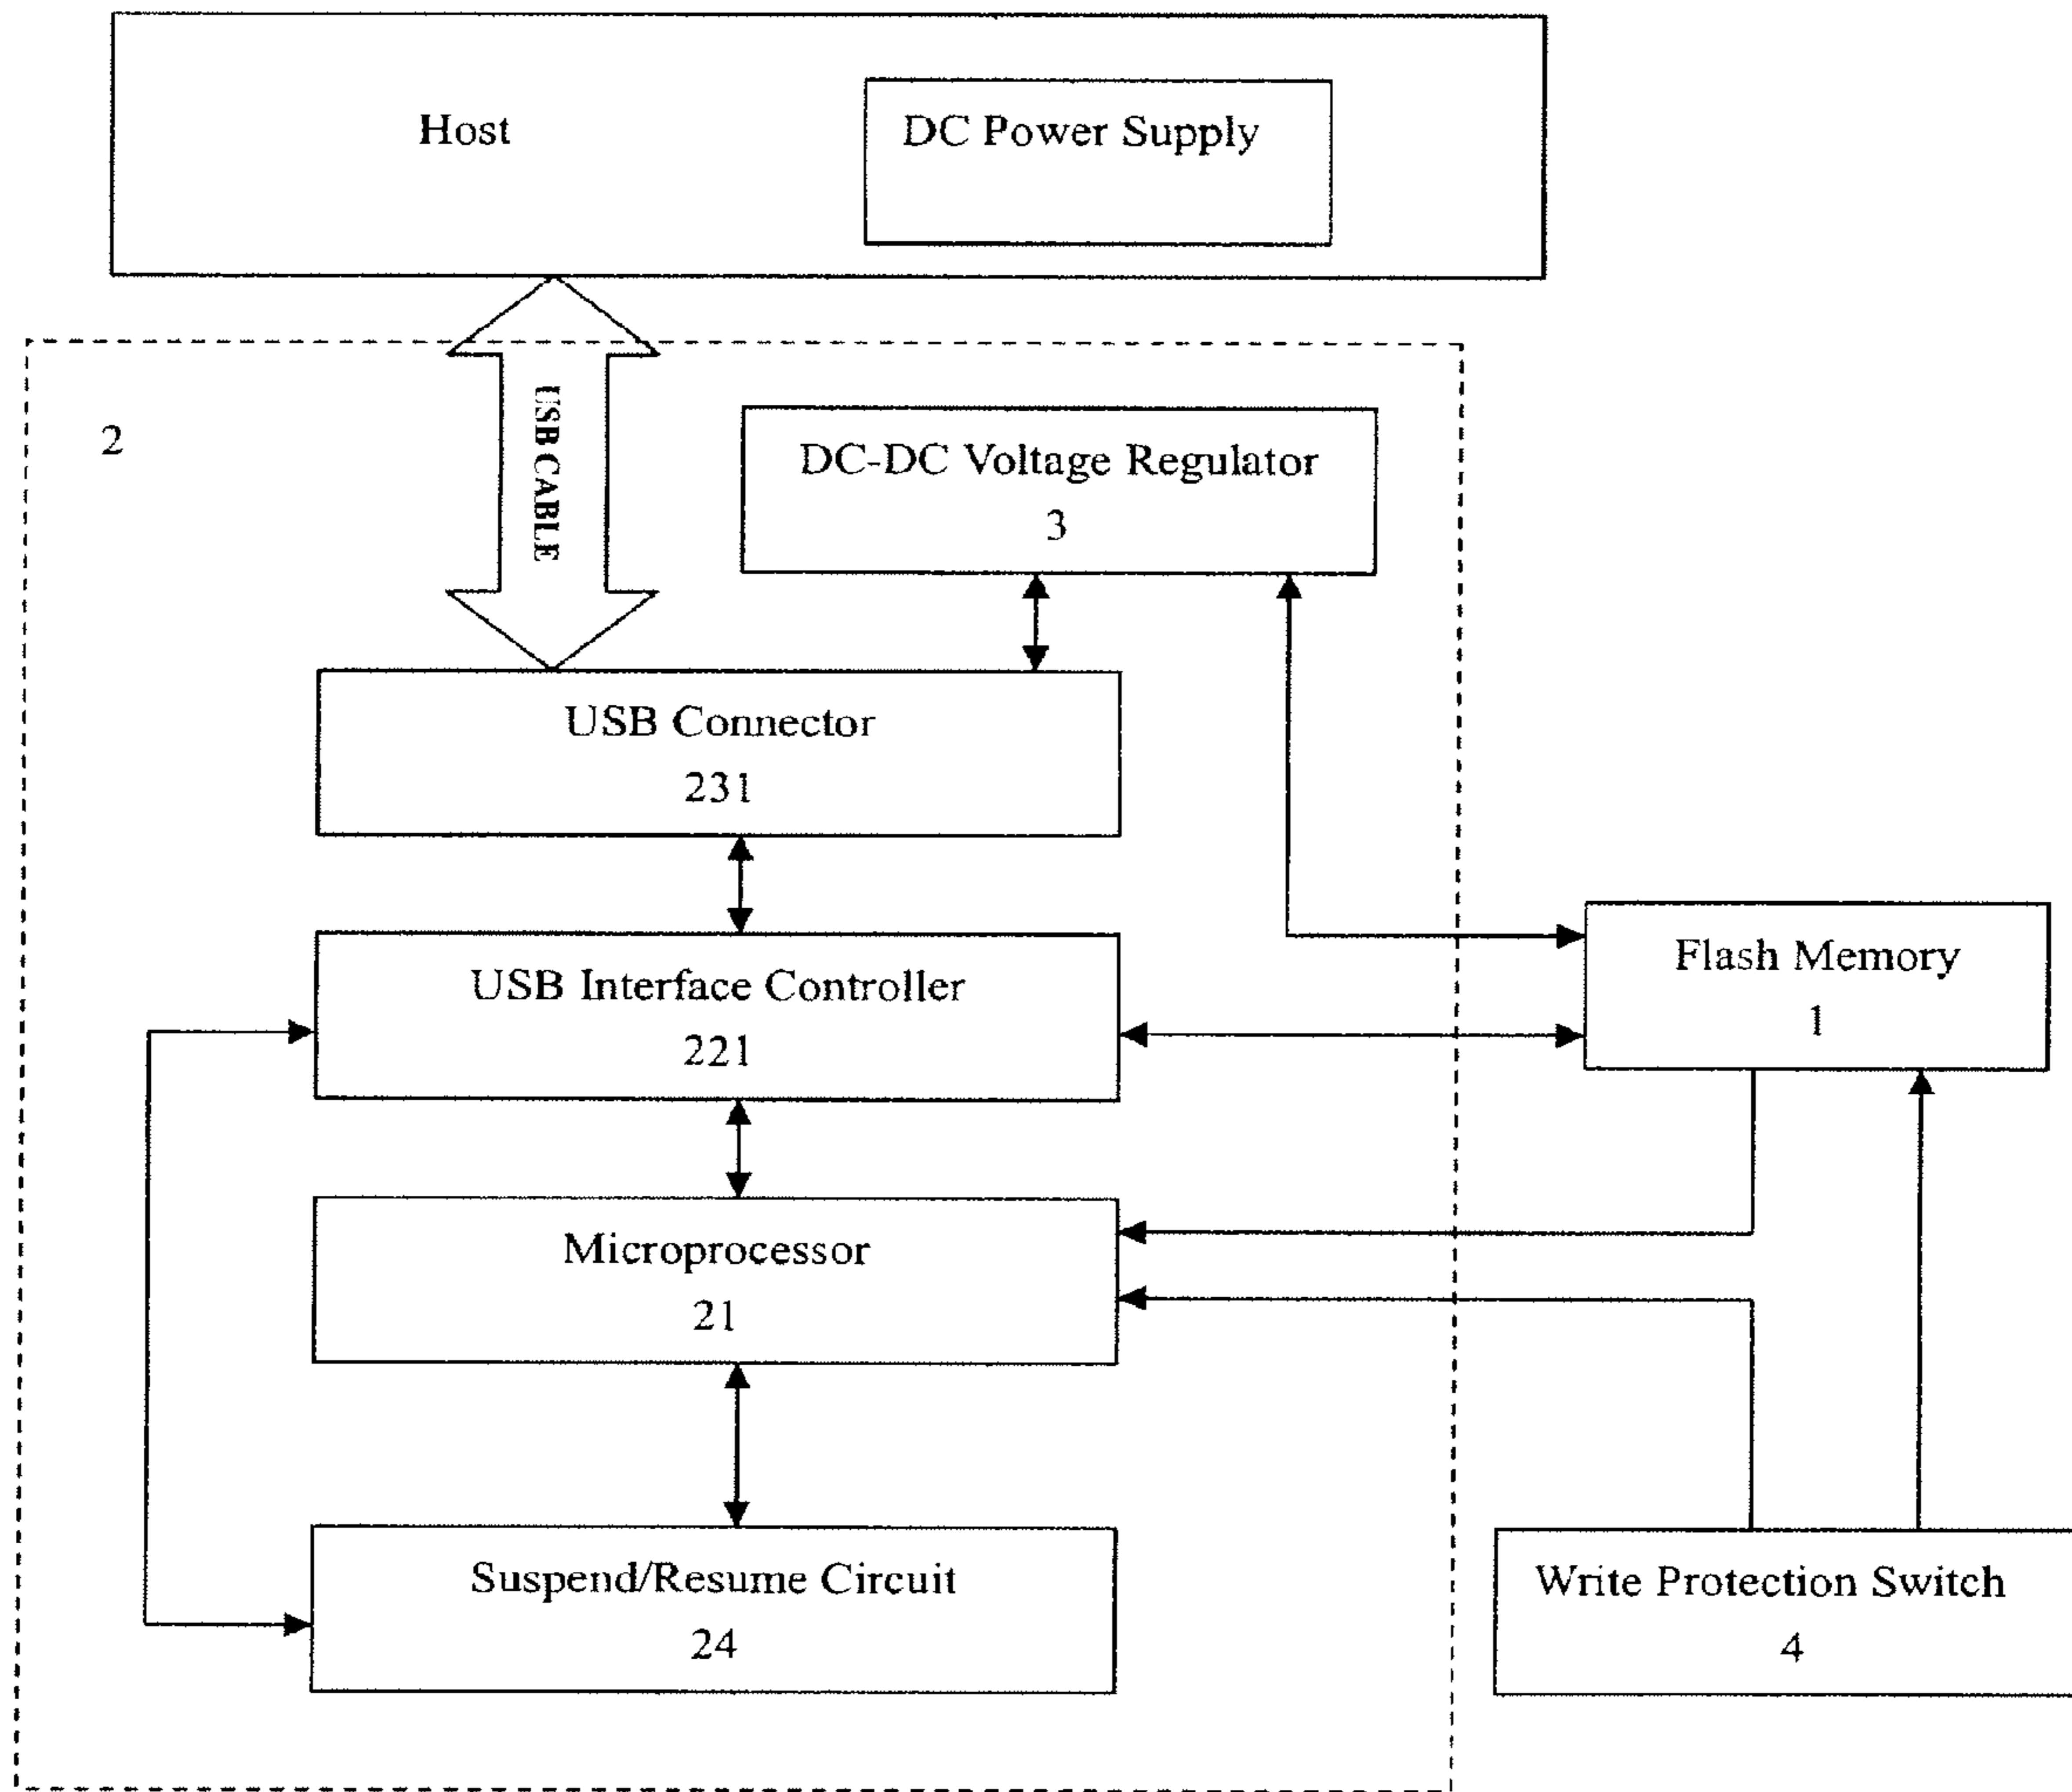 Host
DC Power Supply
2
USB CABLE
DC-DC Voltage Regulator
3
USB Connector
231
USB Interface Controller
221
Flash Memory
1
Microprocessor
21
Suspend/Resume Circuit
24
Write Protection Switch
4